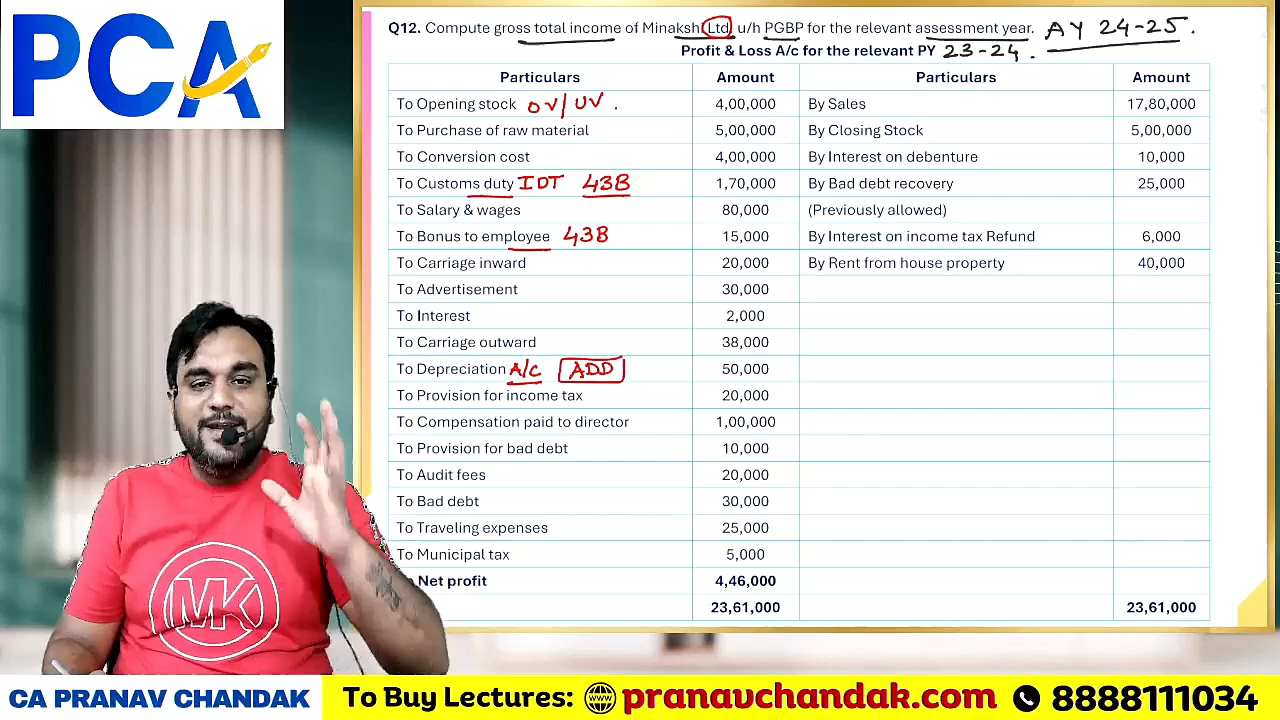 PCA
Q12. Compute gross total income of Minakshi Ltd. u/h PGBP for the relevant assessment year. AY 24-25.
Profit & Loss A/c for the relevant PY 23-24.
Particulars Amount Particulars Amount
To Opening stock OV/UV. 4,00,000 By Sales 17,80,000
To Purchase of raw material 5,00,000 By Closing Stock 5,00,000
To Conversion cost 4,00,000 By Interest on debenture 10,000
To Customs duty IDT 43B 1,70,000 By Bad debt recovery 25,000
To Salary & wages 80,000 (Previously allowed)
To Bonus to employee 43B 15,000 By Interest on income tax Refund 6,000
To Carriage inward 20,000 By Rent from house property 40,000
To Advertisement 30,000
To Interest 2,000
To Carriage outward 38,000
To Depreciation A/C ADD 50,000
To Provision for income tax 20,000
To Compensation paid to director 1,00,000
To Provision for bad debt 10,000
To Audit fees 20,000
To Bad debt 30,000
To Traveling expenses 25,000
To Municipal tax 5,000
Net profit 4,46,000
23,61,000 23,61,000
MK
CA PRANAV CHANDAK To Buy Lectures: pranavchandak.com 8888111034